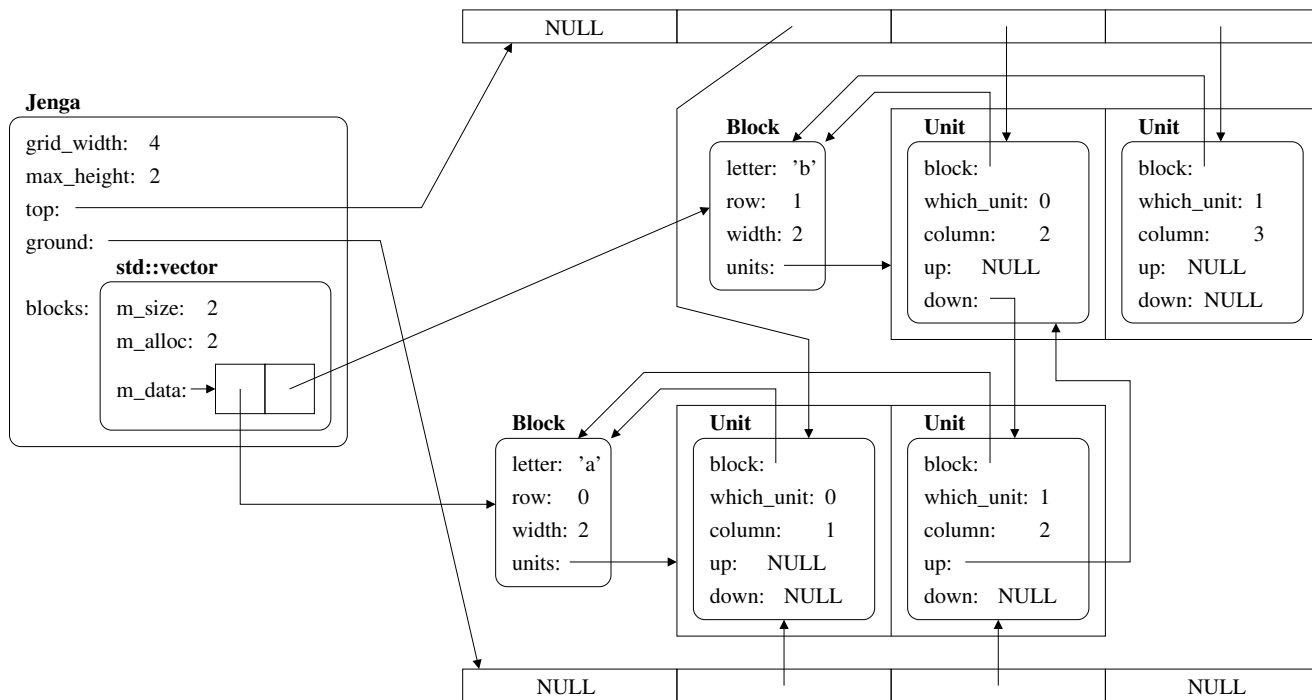 NULL
Jenga
grid_width: 4
max_height: 2
top:
ground:
blocks:
std::vector
m_size: 2
m_alloc: 2
m_data:
Block
letter: 'b'
row: 1
width: 2
units:
Unit
block:
which_unit: 0
column: 2
up: NULL
down:
Unit
block:
which_unit: 1
column: 3
up: NULL
down: NULL
Block
letter: 'a'
row: 0
width: 2
units:
Unit
block:
which_unit: 0
column: 1
up: NULL
down: NULL
Unit
block:
which_unit: 1
column: 2
up:
down: NULL
NULL
NULL